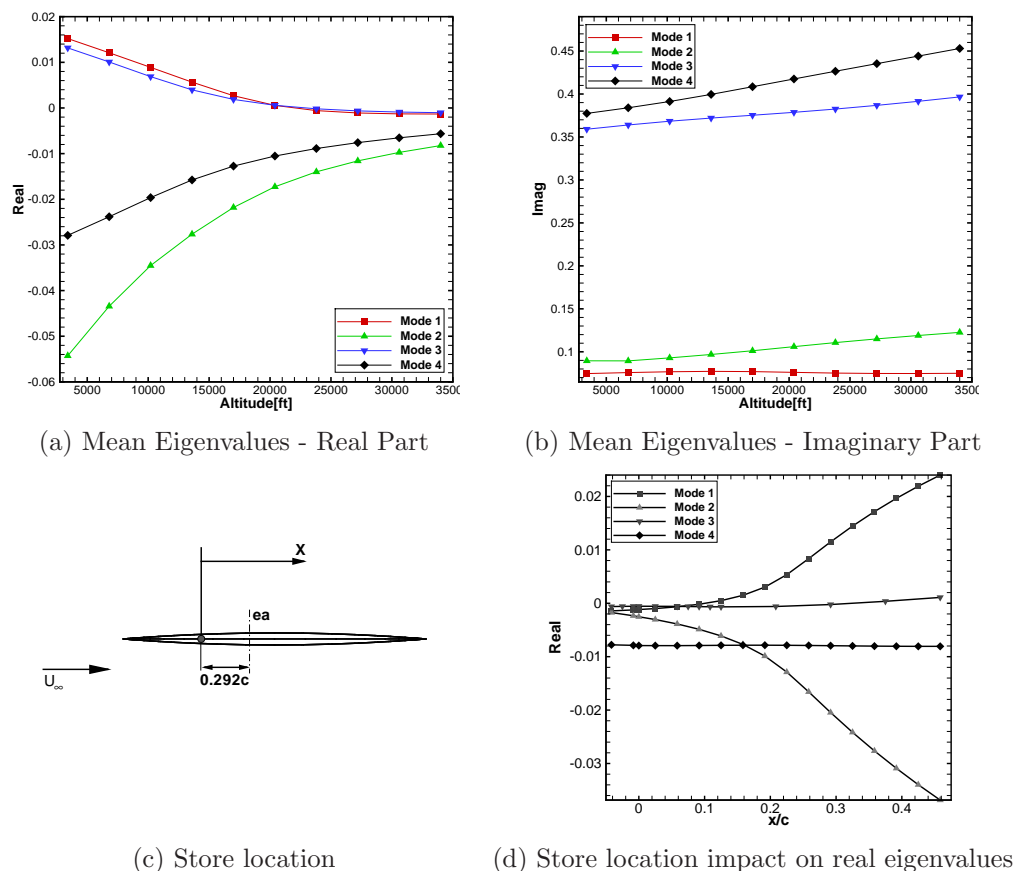 0.02
0.01
0
-0.01
-0.02
-0.03
-0.04
-0.05
-0.06
Real
Mode 1
Mode 2
Mode 3
Mode 4
5000 10000 15000 20000 25000 30000 3500
Altitude[ft]
(a) Mean Eigenvalues - Real Part
0.45
0.4
0.35
0.3
0.25
0.2
0.15
0.1
Imag
Mode 1
Mode 2
Mode 3
Mode 4
5000 10000 15000 20000 25000 30000 350
Altitude[ft]
(b) Mean Eigenvalues - Imaginary Part
X
ea
0.292c
U∞
(c) Store location
0.02
0.01
0
-0.01
-0.02
-0.03
Real
Mode 1
Mode 2
Mode 3
Mode 4
0 0.1 0.2 0.3 0.4
x/c
(d) Store location impact on real eigenvalues